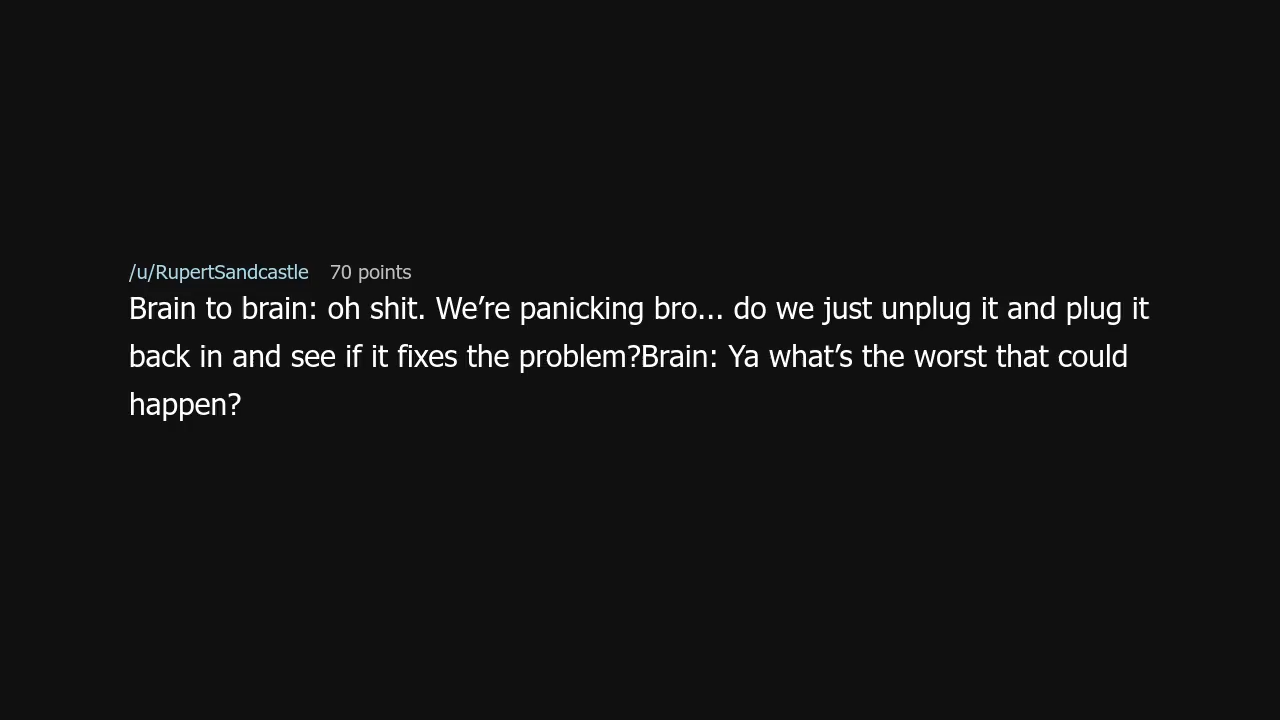 /u/RupertSandcastle 70 points
Brain to brain: oh shit. We’re panicking bro... do we just unplug it and plug it
back in and see if it fixes the problem?Brain: Ya what’s the worst that could
happen?